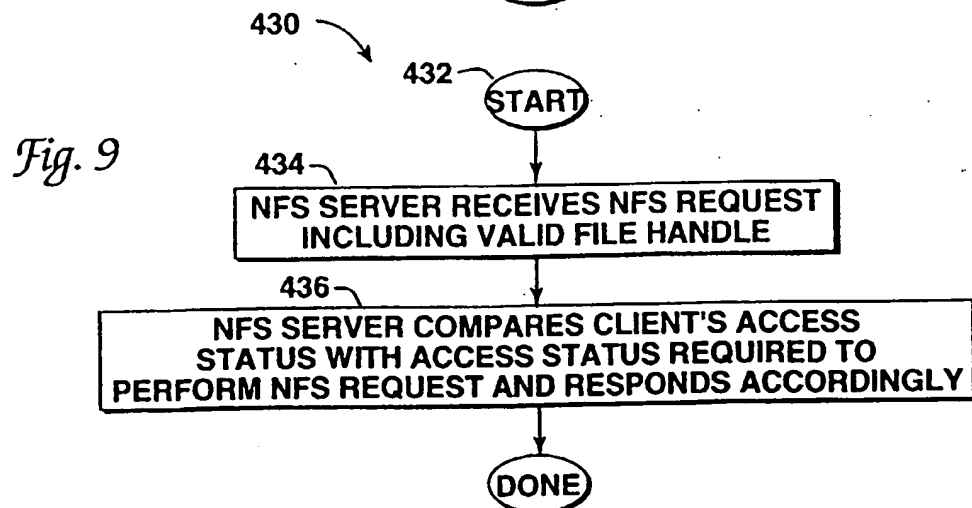 430
432
START
Fig. 9
434
NFS SERVER RECEIVES NFS REQUEST
INCLUDING VALID FILE HANDLE
436
NFS SERVER COMPARES CLIENT'S ACCESS
STATUS WITH ACCESS STATUS REQUIRED TO
PERFORM NFS REQUEST AND RESPONDS ACCORDINGLY
DONE